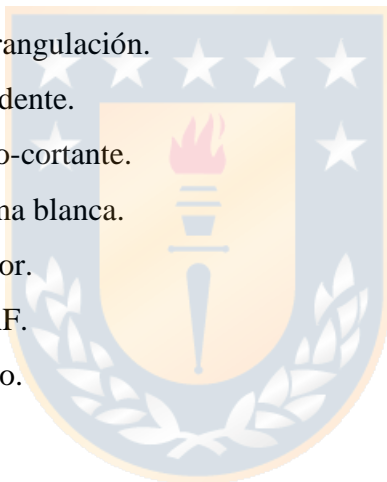 rangulación.
dente.
o-cortante.
na blanca.
or.
F.
o.